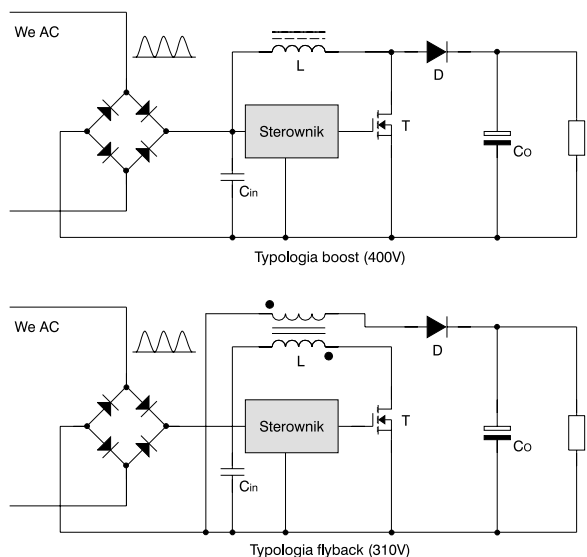 We AC
L
D
Sterownik
T
Cin
CO
Typologia boost (400V)
We AC
L
D
Sterownik
T
Cin
CO
Typologia flyback (310V)